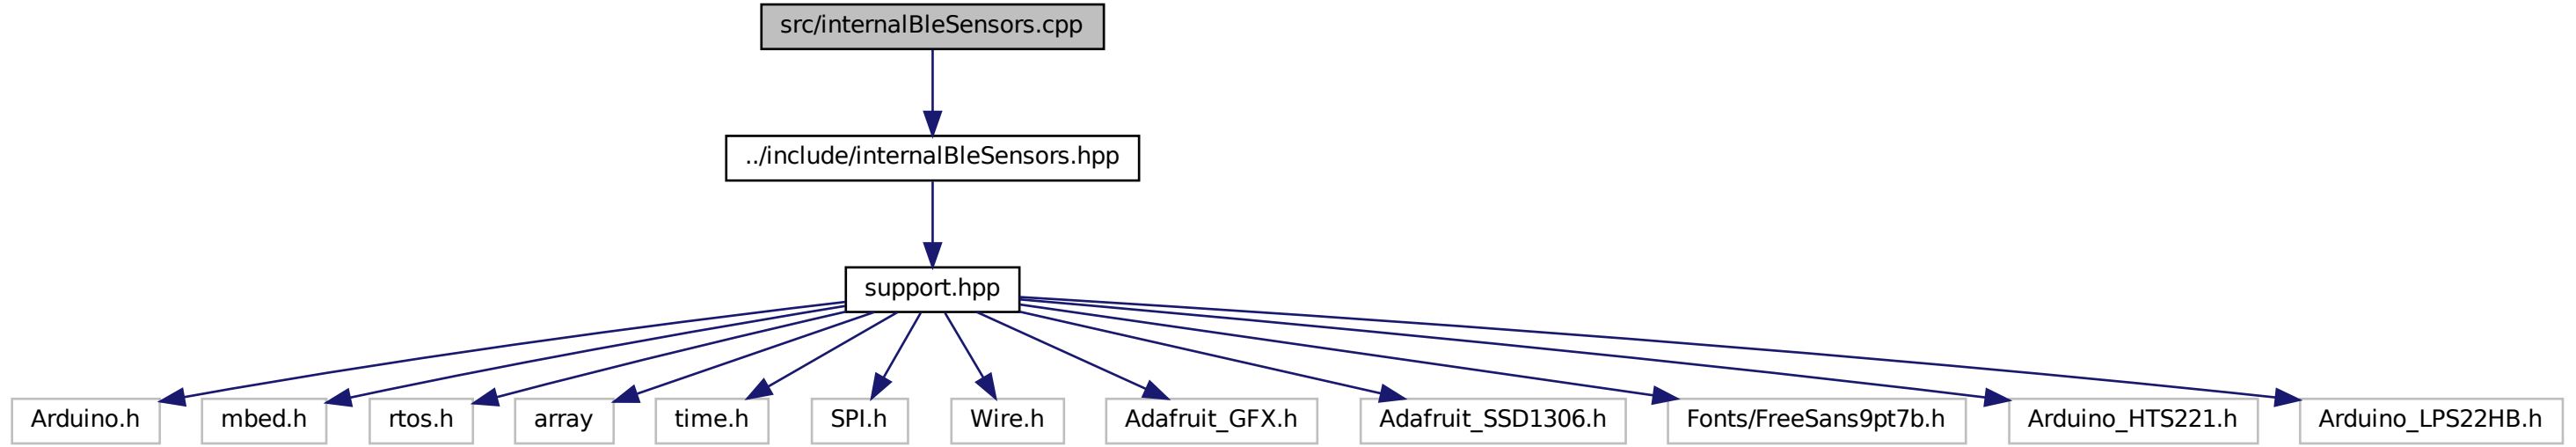 src/internalBleSensors.cpp
../include/internalBleSensors.hpp
support.hpp
Arduino.h
mbed.h
rtos.h
array
time.h
SPI.h
Wire.h
Adafruit_GFX.h
Adafruit_SSD1306.h
Fonts/FreeSans9pt7b.h
Arduino_HTS221.h
Arduino_LPS22HB.h